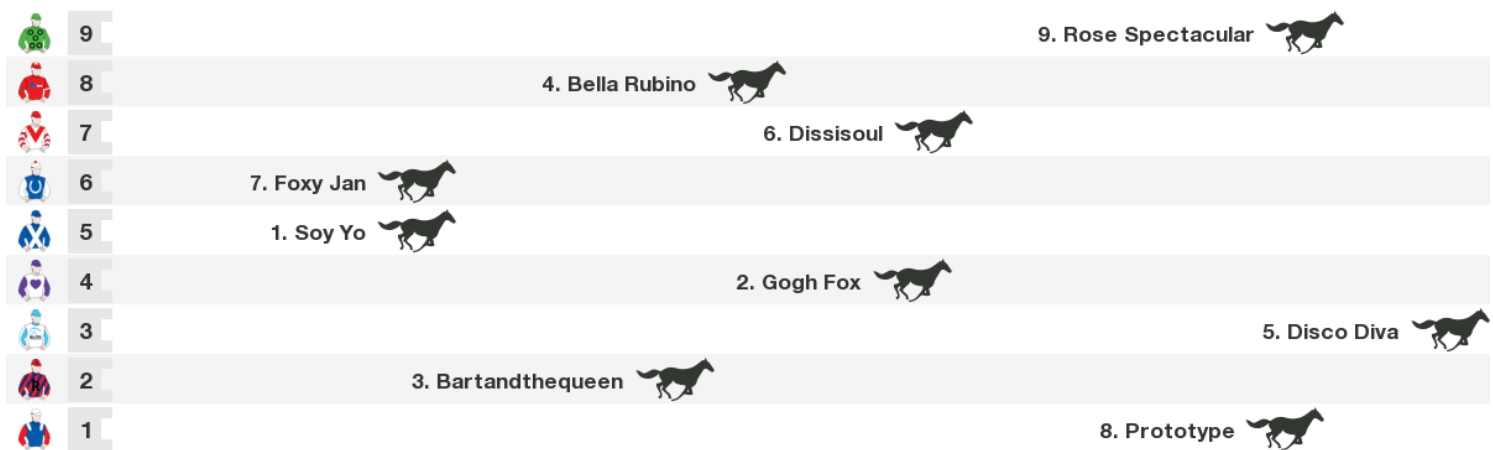 9 9. Rose Spectacular
8 4. Bella Rubino
7 6. Dissisoul
6 7. Foxy Jan
5 1. Soy Yo
4 2. Gogh Fox
3 5. Disco Diva
2 3. Bartandthequeen
1 8. Prototype